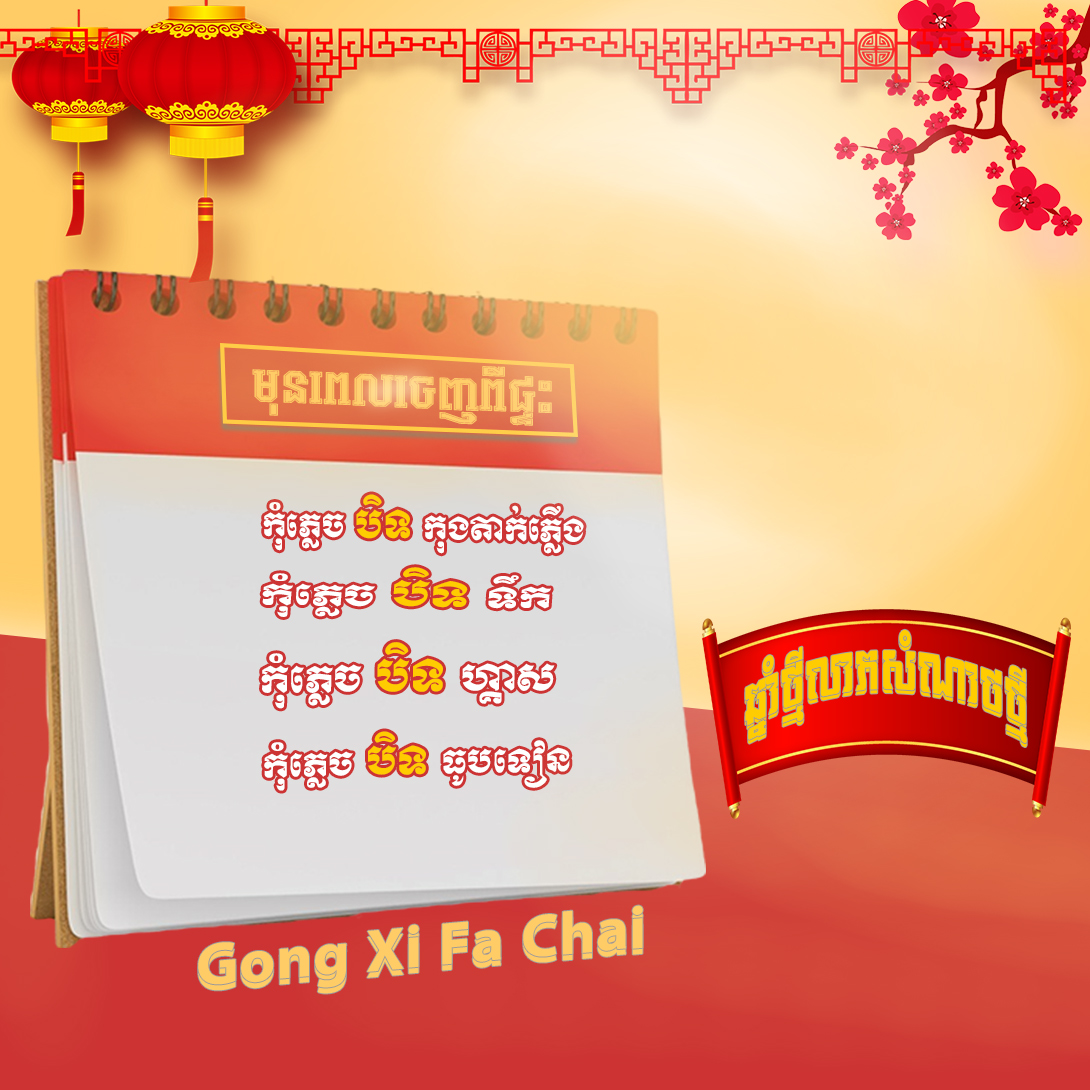 មុនពេលចេញពីផ្ទះ
កុំភ្លេច បិទ កុងតាក់ភ្លើង
កុំភ្លេច បិទ ទឹក
កុំភ្លេច បិទ ហ្គាស
កុំភ្លេច បិទ ធូបទៀន
ឆ្នាំថ្មីលាភសំណាងថ្មី
Gong Xi Fa Chai